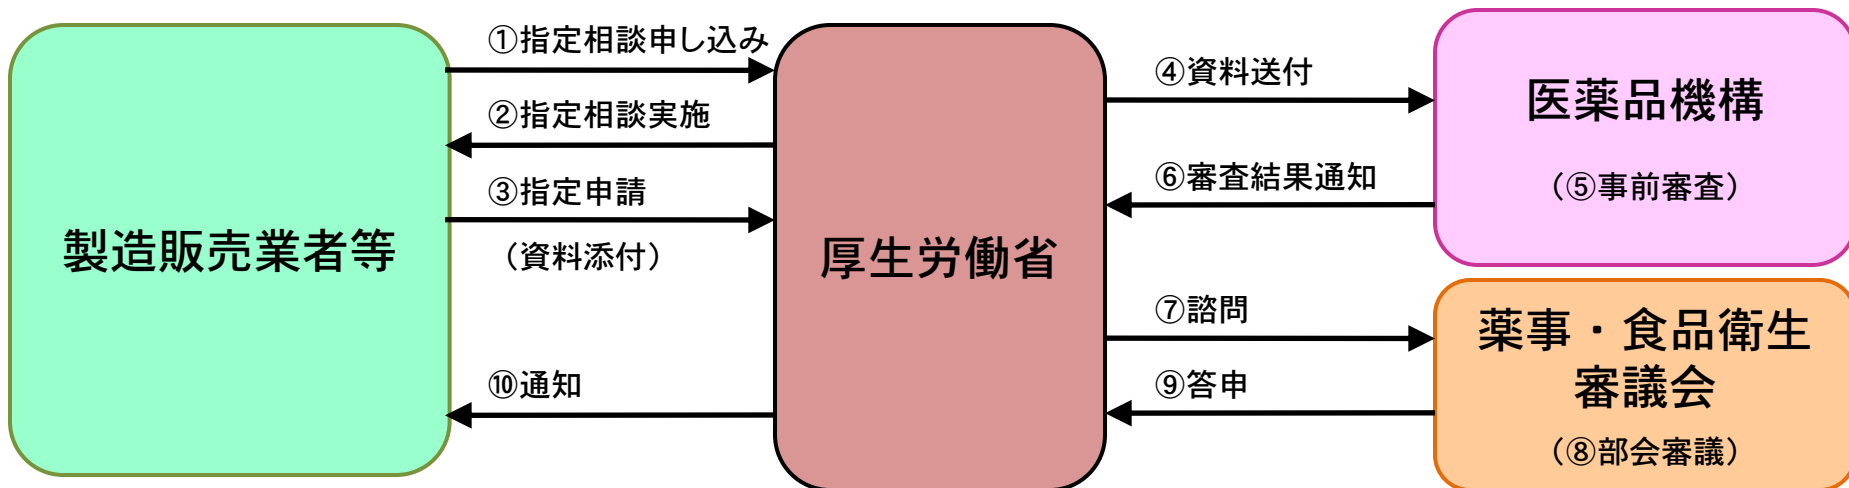 製造販売業者等
①指定相談申し込み
②指定相談実施
③指定申請
（資料添付）
⑩通知
厚生労働省
④資料送付
⑥審査結果通知
⑦諮問
⑨答申
医薬品機構
（⑤事前審査）
薬事・食品衛生
審議会
（⑧部会審議）